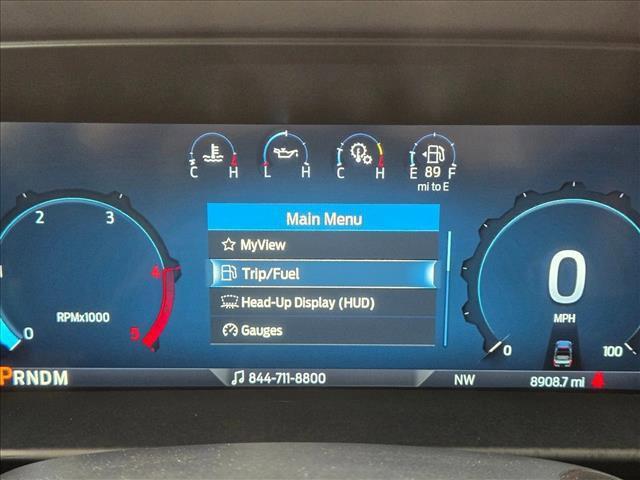 C H L H C H E 89 F
mi to E
Main Menu
MyView
Trip/Fuel
Head-Up Display (HUD)
Gauges
2 3
1 4
RPMx1000
0 5
0
MPH
0 100
PRNDM
844-711-8800
NW
8908.7 mi